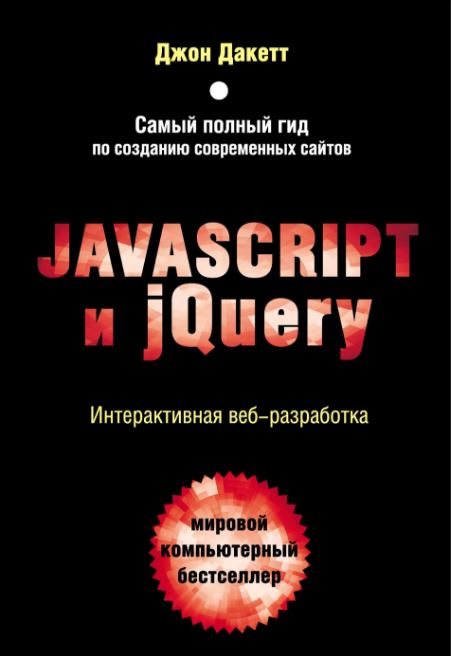 Джон Дакетт
Самый полный гид
по созданию современных сайтов
JAVASCRIPT
и jQuery
Интерактивная веб-разработка
мировой
компьютерный
бестселлер